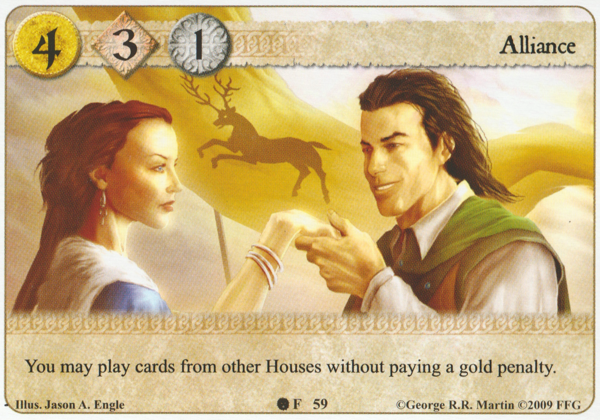 4 3 1 Alliance
You may play cards from other Houses without paying a gold penalty.
Illus. Jason A. Engle F 59 ©George R.R. Martin ©2009 FFG